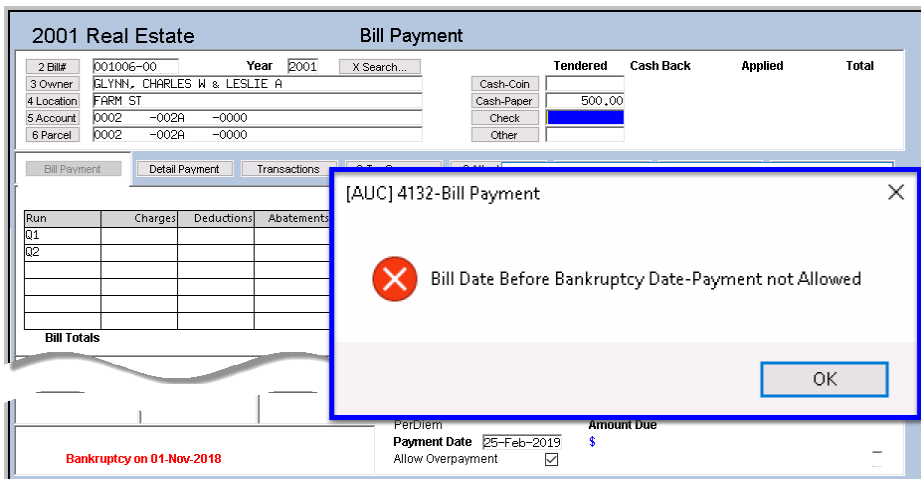 2001 Real Estate Bill Payment
2 Bill# 001006-00 Year 2001 X Search... Tendered Cash Back Applied Total
3 Owner GLYNN, CHARLES W & LESLIE A Cash-Coin
4 Location FARM ST Cash-Paper 500.00
5 Account 0002 -002A -0000 Check
6 Parcel 0002 -002A -0000 Other
Bill Payment Detail Payment Transactions
[AUC] 4132-Bill Payment
Run Charges Deductions Abatements
Q1
Q2
Bill Date Before Bankruptcy Date-Payment not Allowed
Bill Totals
OK
PerDiem Amount Due
Payment Date 25-Feb-2019 $
Bankruptcy on 01-Nov-2018 Allow Overpayment